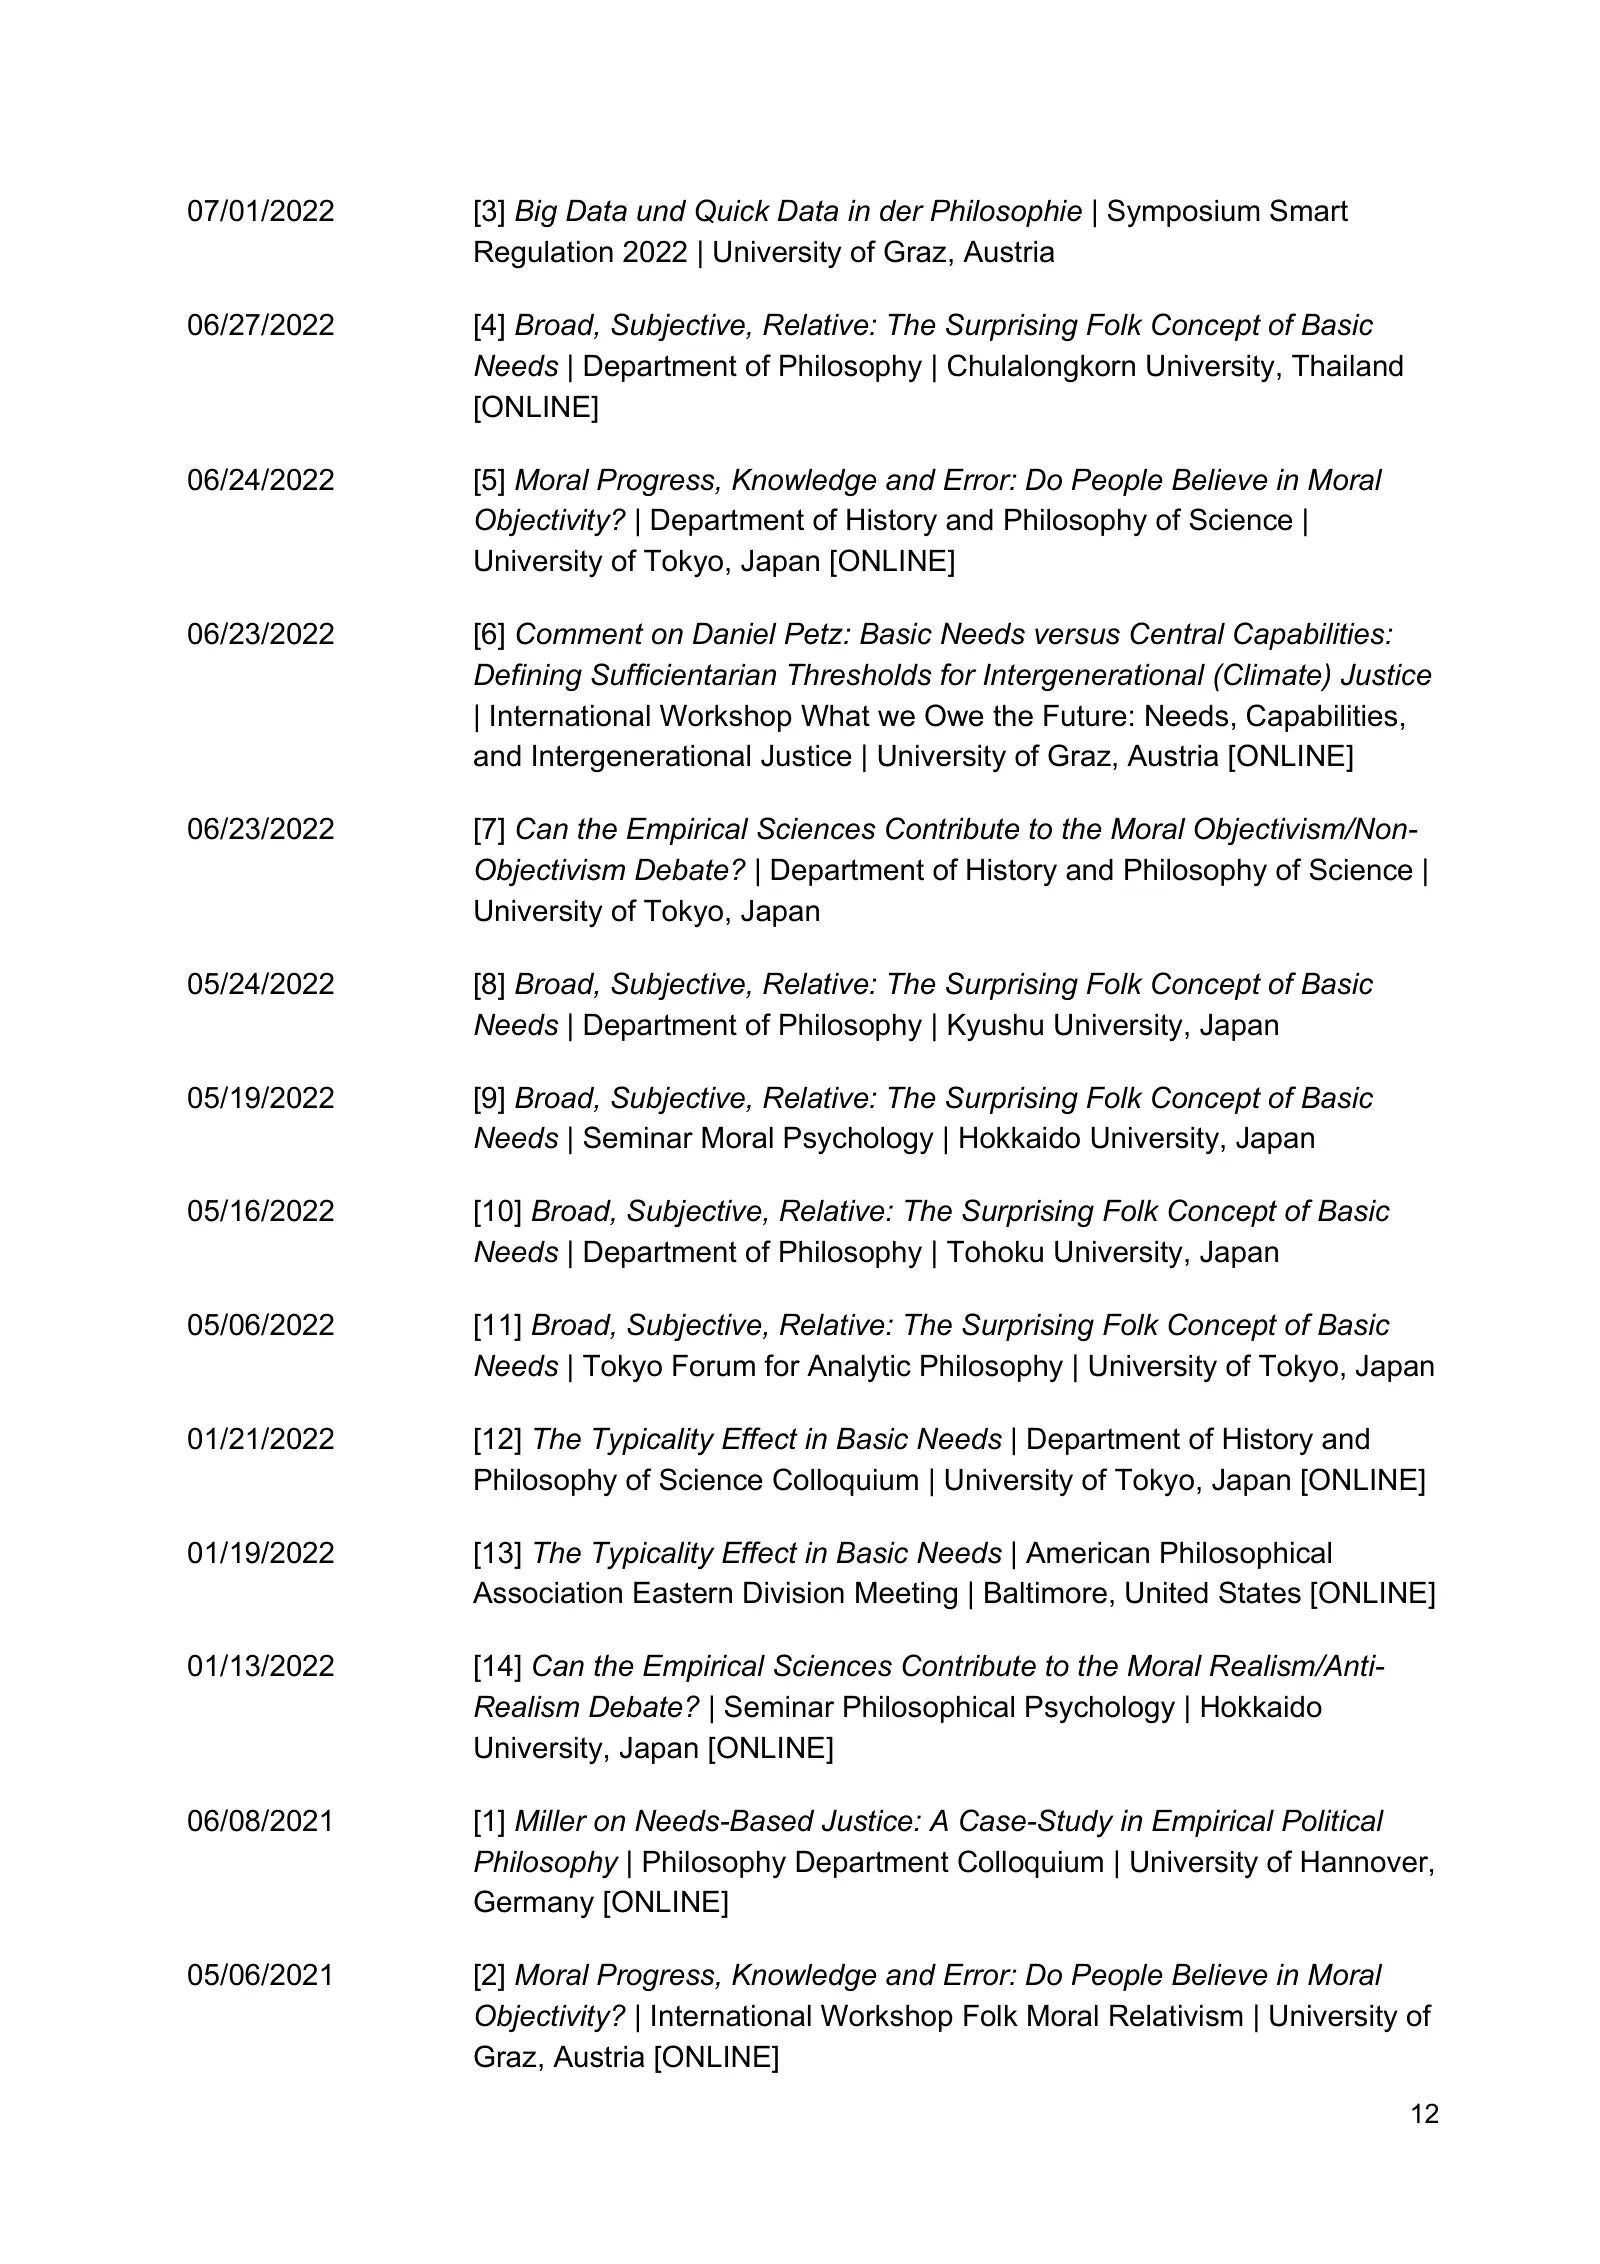 07/01/2022 [3] Big Data und Quick Data in der Philosophie | Symposium Smart
Regulation 2022 | University of Graz, Austria
06/27/2022 [4] Broad, Subjective, Relative: The Surprising Folk Concept of Basic
Needs | Department of Philosophy | Chulalongkorn University, Thailand
[ONLINE]
06/24/2022 [5] Moral Progress, Knowledge and Error: Do People Believe in Moral
Objectivity? | Department of History and Philosophy of Science |
University of Tokyo, Japan [ONLINE]
06/23/2022 [6] Comment on Daniel Petz: Basic Needs versus Central Capabilities:
Defining Sufficientarian Thresholds for Intergenerational (Climate) Justice
| International Workshop What we Owe the Future: Needs, Capabilities,
and Intergenerational Justice | University of Graz, Austria [ONLINE]
06/23/2022 [7] Can the Empirical Sciences Contribute to the Moral Objectivism/Non-
Objectivism Debate? | Department of History and Philosophy of Science |
University of Tokyo, Japan
05/24/2022 [8] Broad, Subjective, Relative: The Surprising Folk Concept of Basic
Needs | Department of Philosophy | Kyushu University, Japan
05/19/2022 [9] Broad, Subjective, Relative: The Surprising Folk Concept of Basic
Needs | Seminar Moral Psychology | Hokkaido University, Japan
05/16/2022 [10] Broad, Subjective, Relative: The Surprising Folk Concept of Basic
Needs | Department of Philosophy | Tohoku University, Japan
05/06/2022 [11] Broad, Subjective, Relative: The Surprising Folk Concept of Basic
Needs | Tokyo Forum for Analytic Philosophy | University of Tokyo, Japan
01/21/2022 [12] The Typicality Effect in Basic Needs | Department of History and
Philosophy of Science Colloquium | University of Tokyo, Japan [ONLINE]
01/19/2022 [13] The Typicality Effect in Basic Needs | American Philosophical
Association Eastern Division Meeting | Baltimore, United States [ONLINE]
01/13/2022 [14] Can the Empirical Sciences Contribute to the Moral Realism/Anti-
Realism Debate? | Seminar Philosophical Psychology | Hokkaido
University, Japan [ONLINE]
06/08/2021 [1] Miller on Needs-Based Justice: A Case-Study in Empirical Political
Philosophy | Philosophy Department Colloquium | University of Hannover,
Germany [ONLINE]
05/06/2021 [2] Moral Progress, Knowledge and Error: Do People Believe in Moral
Objectivity? | International Workshop Folk Moral Relativism | University of
Graz, Austria [ONLINE]
12